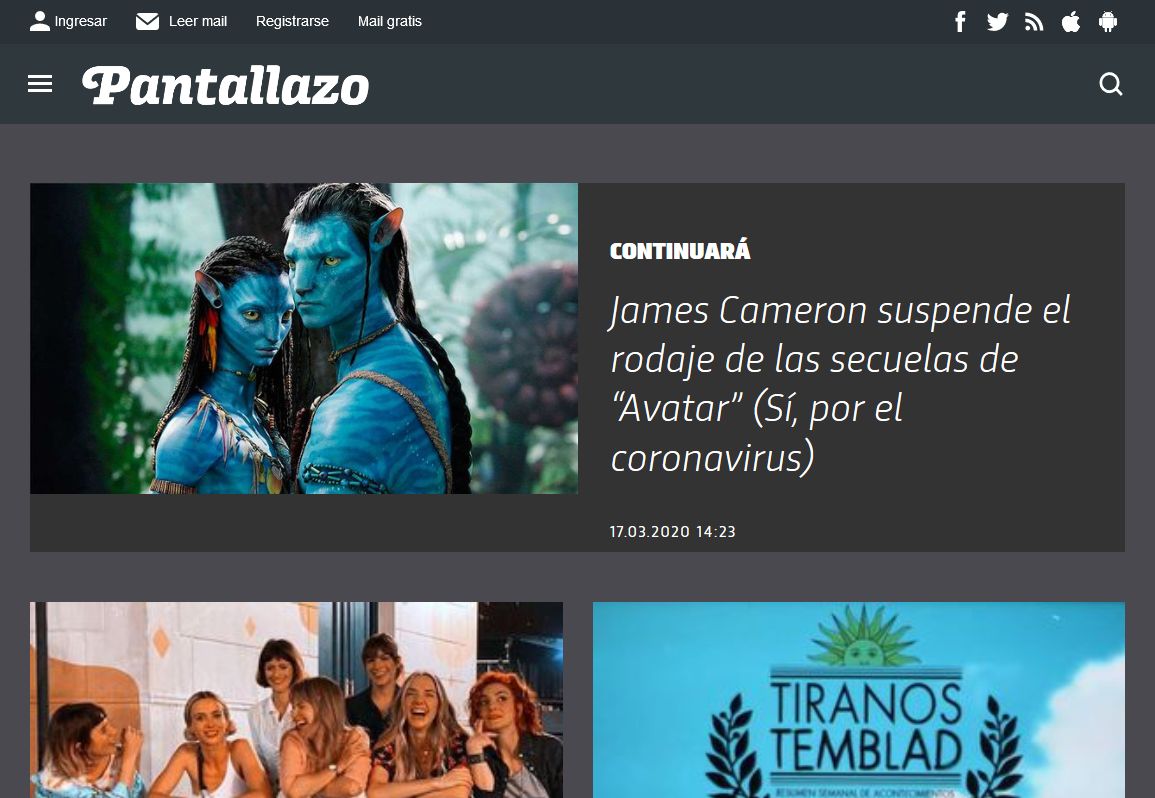 Ingresar
Leer mail
Registrarse
Mail gratis
Pantallazo
CONTINUARÁ
James Cameron suspende el
rodaje de las secuelas de
“Avatar” (Sí, por el
coronavirus)
17.03.2020 14:23
TIRANOS
TEMBLAD
RESUMEN SEMANAL DE ACONTECIMIENTOS